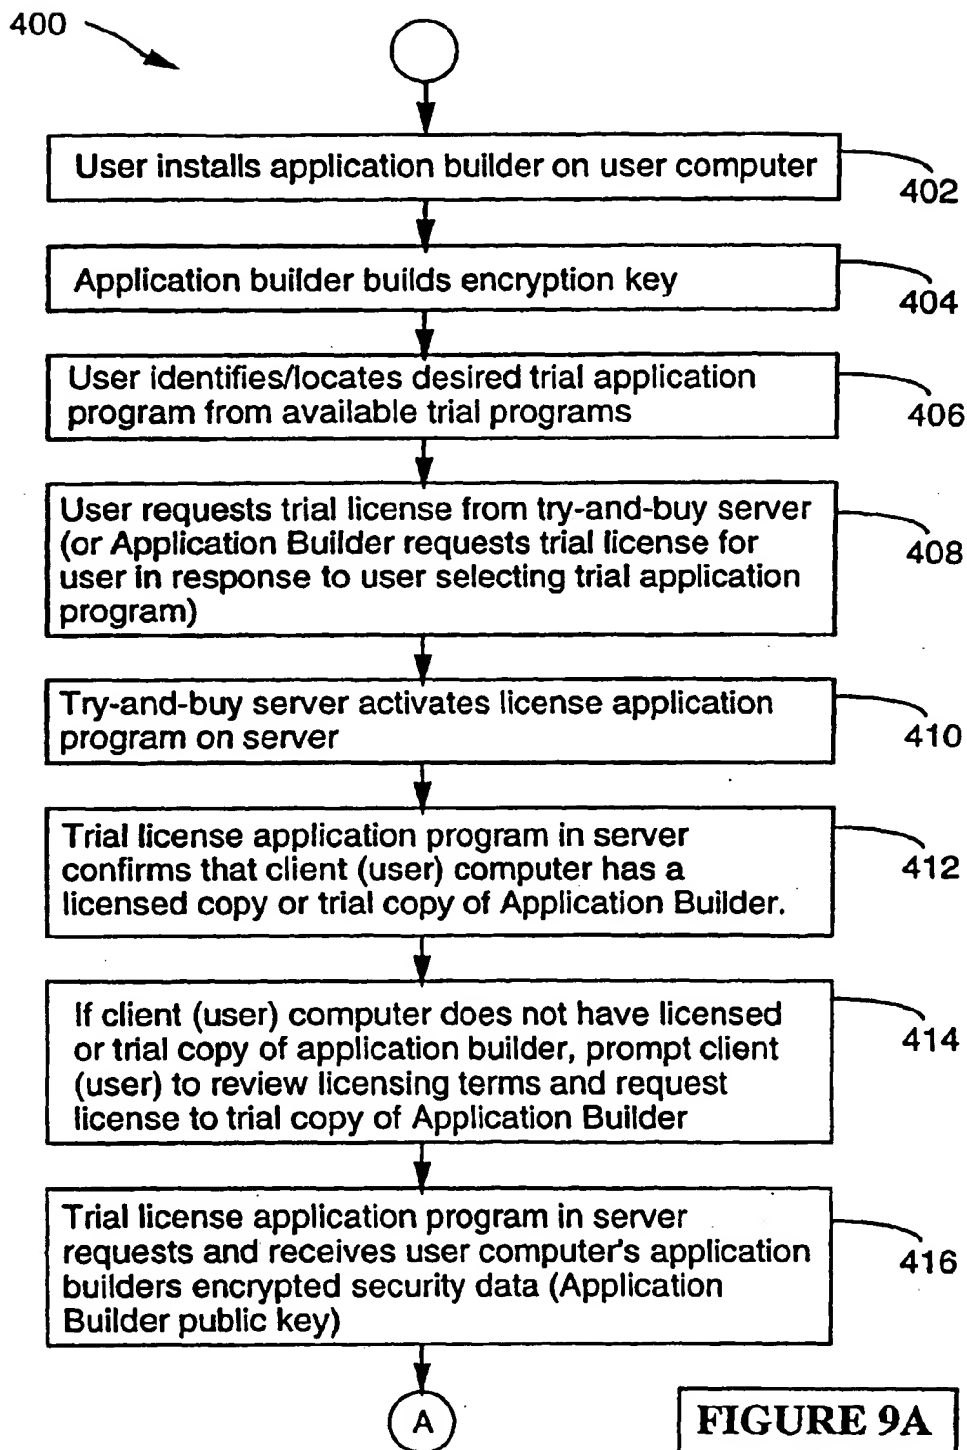 400
User installs application builder on user computer
402
Application builder builds encryption key
404
User identifies/locates desired trial application
program from available trial programs
406
User requests trial license from try-and-buy server
(or Application Builder requests trial license for
user in response to user selecting trial application
program)
408
Try-and-buy server activates license application
program on server
410
Trial license application program in server
confirms that client (user) computer has a
licensed copy or trial copy of Application Builder.
412
If client (user) computer does not have licensed
or trial copy of application builder, prompt client
(user) to review licensing terms and request
license to trial copy of Application Builder
414
Trial license application program in server
requests and receives user computer's application
builders encrypted security data (Application
Builder public key)
416
A
FIGURE 9A